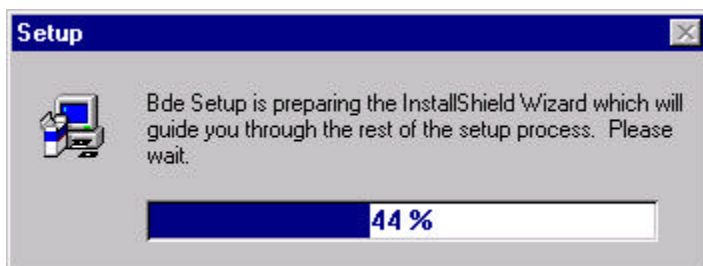 Setup
Bde Setup is preparing the InstallShield Wizard which will
guide you through the rest of the setup process.  Please
wait.
44 %